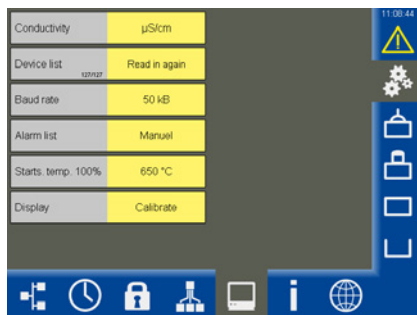 11:08:44
Conductivity µS/cm
Device list 127/127 Read in again
Baud rate 50 kB
Alarm list Manuel
Starts. temp. 100% 650 °C
Display Calibrate